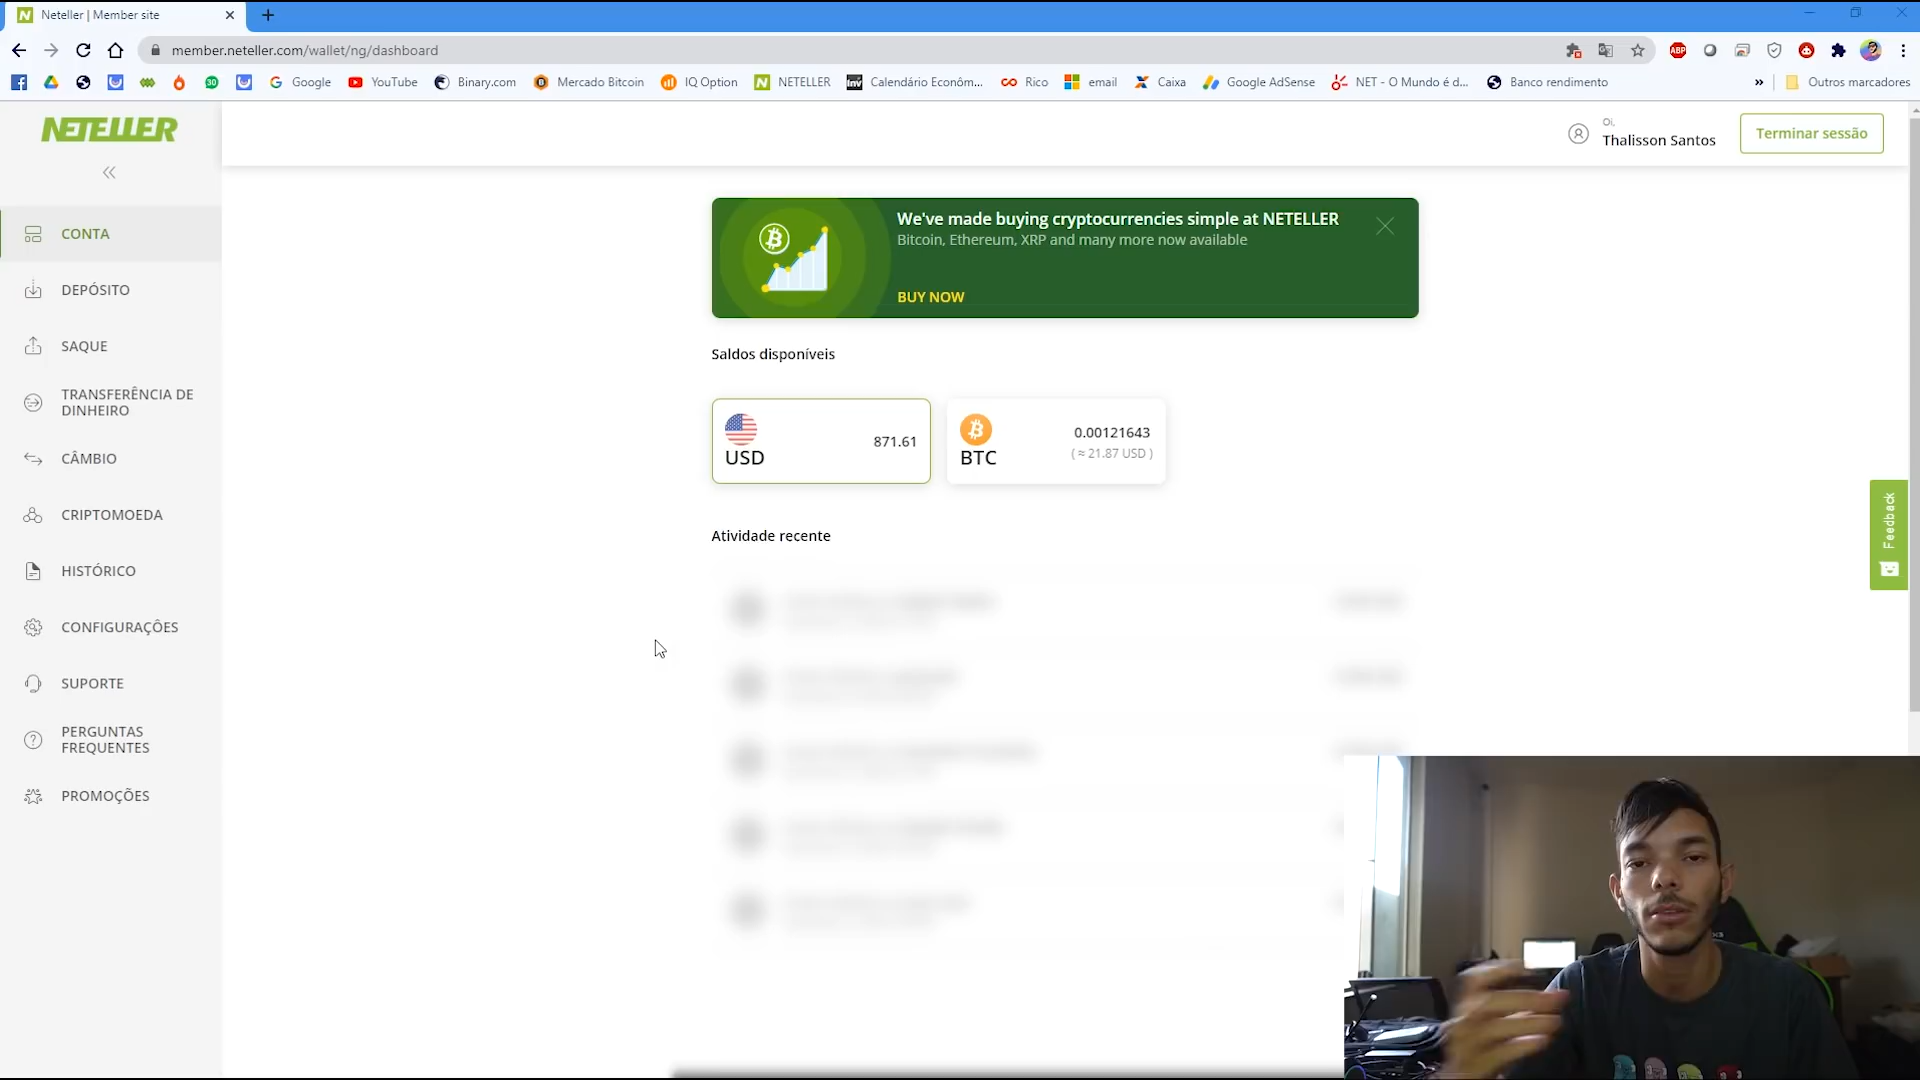 Neteller | Member site
member.neteller.com/wallet/ng/dashboard
ABP
30
Google
YouTube
Binary.com
Mercado Bitcoin
IQ Option
NETELLER
Inv
Calendário Econôm...
Rico
email
Caixa
Google AdSense
NET - O Mundo é d...
Banco rendimento
»
Outros marcadores
NETELLER
Oi,
Thalisson Santos
Terminar sessão
CONTA
DEPÓSITO
SAQUE
TRANSFERÊNCIA DE
DINHEIRO
CÂMBIO
CRIPTOMOEDA
HISTÓRICO
CONFIGURAÇÕES
SUPORTE
PERGUNTAS
FREQUENTES
PROMOÇÕES
We've made buying cryptocurrencies simple at NETELLER
Bitcoin, Ethereum, XRP and many more now available
BUY NOW
Saldos disponíveis
USD
871.61
BTC
0.00121643
( ≈ 21.87 USD )
Atividade recente
Feedback